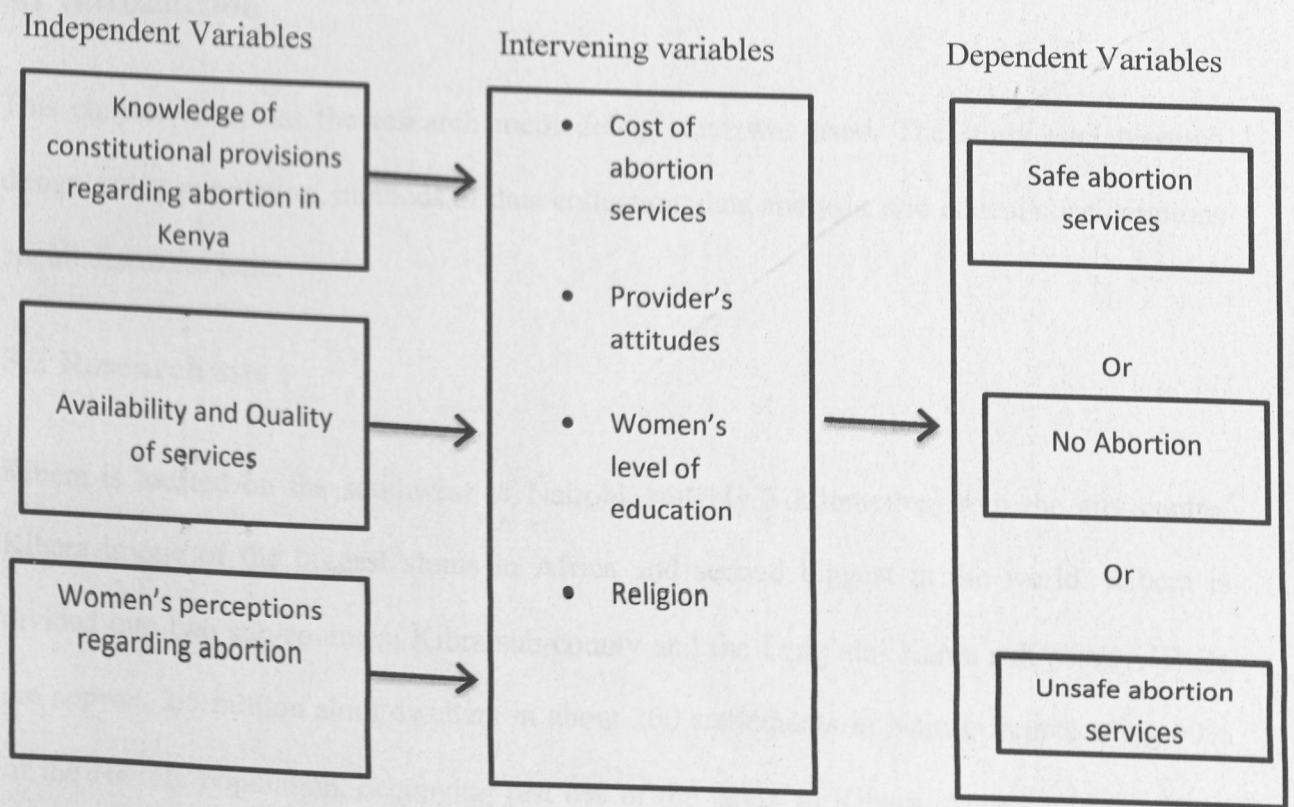 Independent Variables
Knowledge of
constitutional provisions
regarding abortion in
Kenya
Availability and Quality
of services
Women's perceptions
regarding abortion
Intervening variables
• Cost of
abortion
services
• Provider's
attitudes
• Women's
level of
education
• Religion
Dependent Variables
Safe abortion
services
Or
No Abortion
Or
Unsafe abortion
services